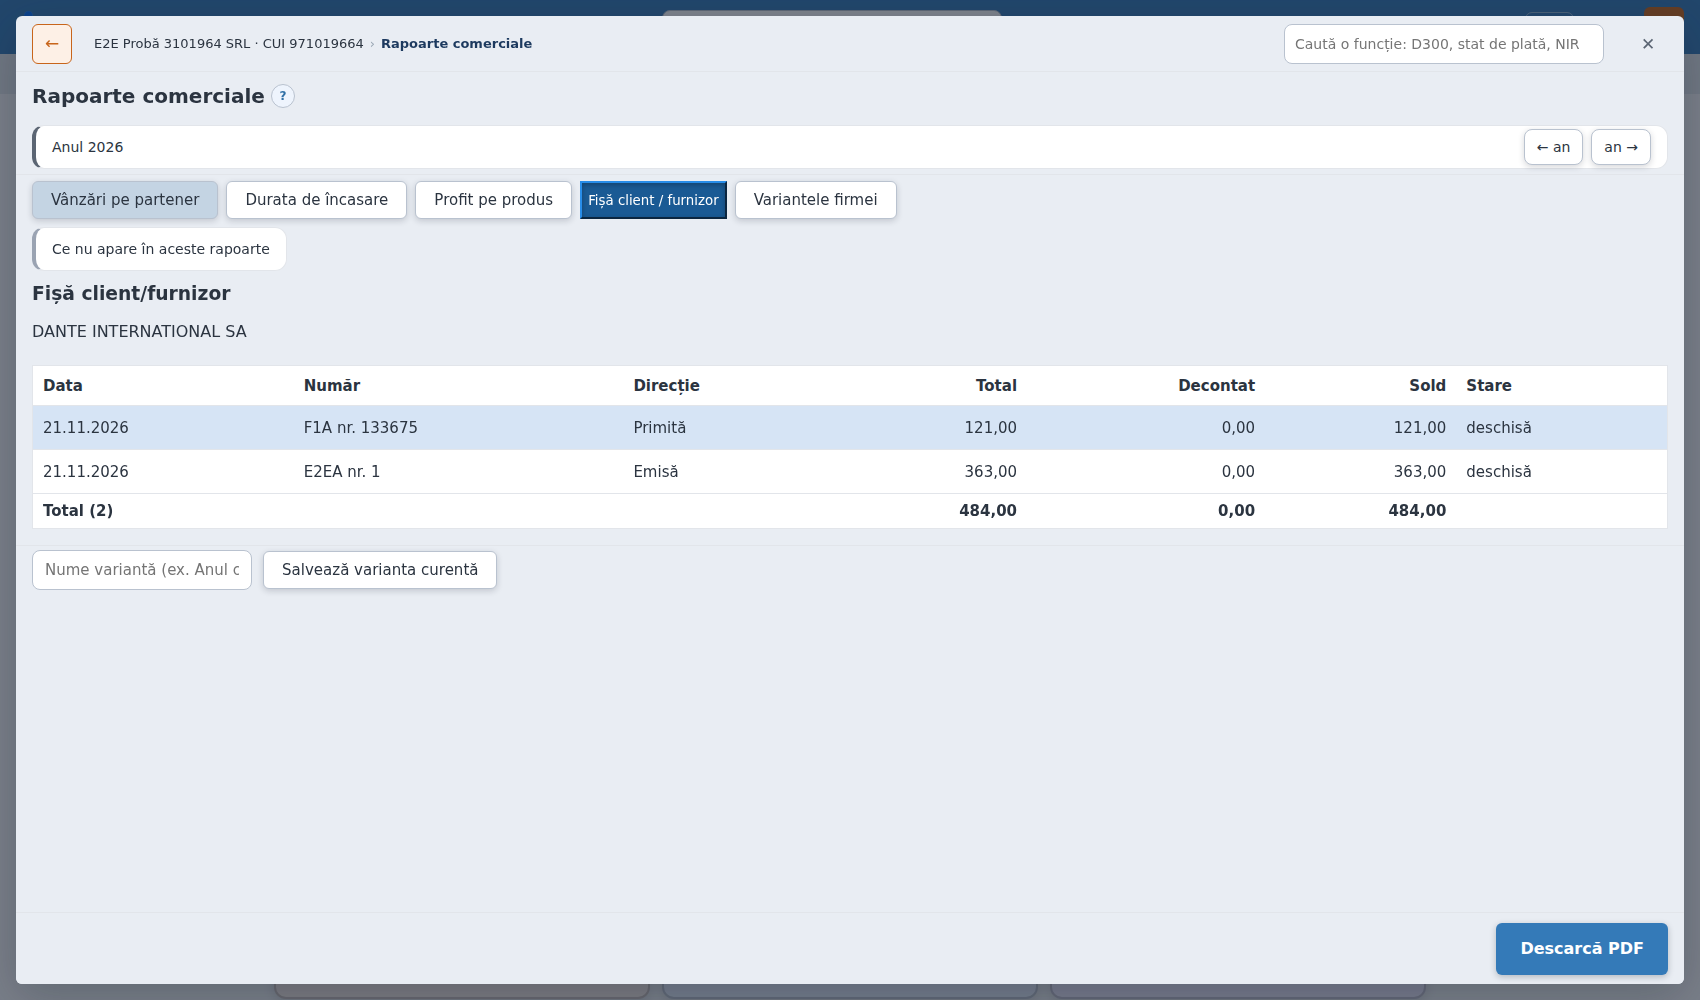 ←
E2E Probă 3101964 SRL · CUI 971019664 › Rapoarte comerciale
Caută o funcție: D300, stat de plată, NIR
✕
Rapoarte comerciale ?
Anul 2026
← an
an →
Vânzări pe partener
Durata de încasare
Profit pe produs
Fișă client / furnizor
Variantele firmei
Ce nu apare în aceste rapoarte
Fișă client/furnizor
DANTE INTERNATIONAL SA
Data Număr Direcție Total Decontat Sold Stare
21.11.2026 F1A nr. 133675 Primită 121,00 0,00 121,00 deschisă
21.11.2026 E2EA nr. 1 Emisă 363,00 0,00 363,00 deschisă
Total (2) 484,00 0,00 484,00
Nume variantă (ex. Anul c
Salvează varianta curentă
Descarcă PDF